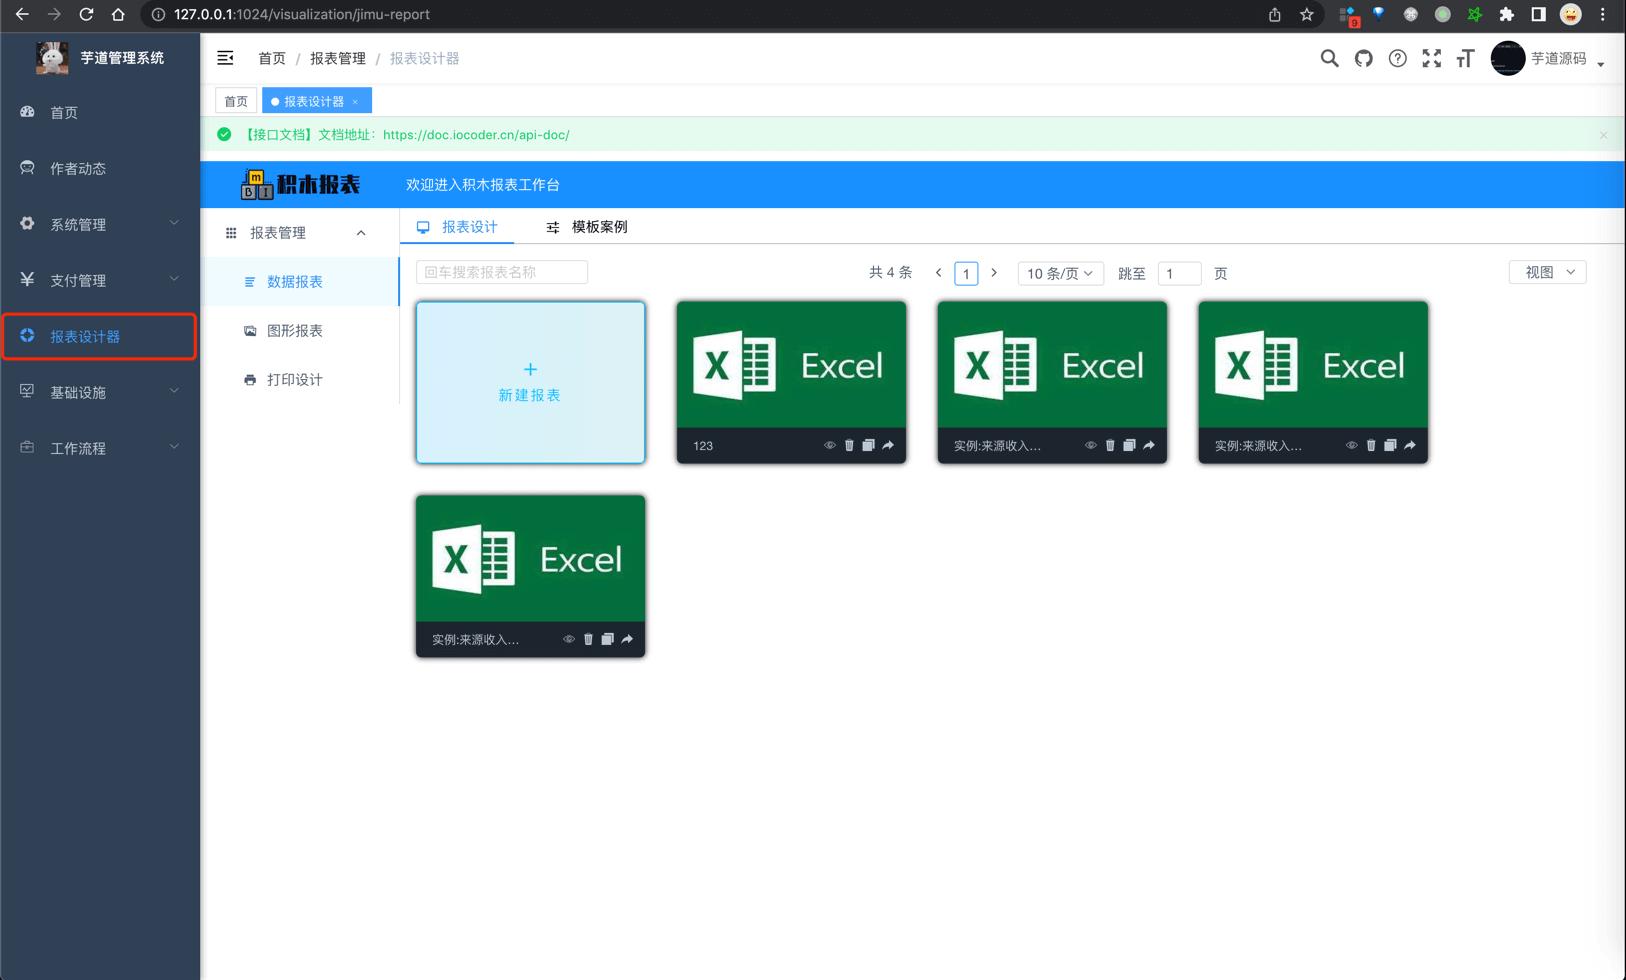 127.0.0.1:1024/visualization/jimu-report
9
芋道管理系统
首页 / 报表管理 / 报表设计器
芋道源码
首页
作者动态
系统管理
支付管理
报表设计器
基础设施
工作流程
首页
报表设计器 ×
【接口文档】文档地址：https://doc.iocoder.cn/api-doc/
m B I 积木报表
欢迎进入积木报表工作台
报表管理
数据报表
图形报表
打印设计
报表设计
模板案例
回车搜索报表名称
共 4 条
1
10 条/页
跳至 1 页
视图
新建报表
X Excel
123
X Excel
实例:来源收入...
X Excel
实例:来源收入...
X Excel
实例:来源收入...